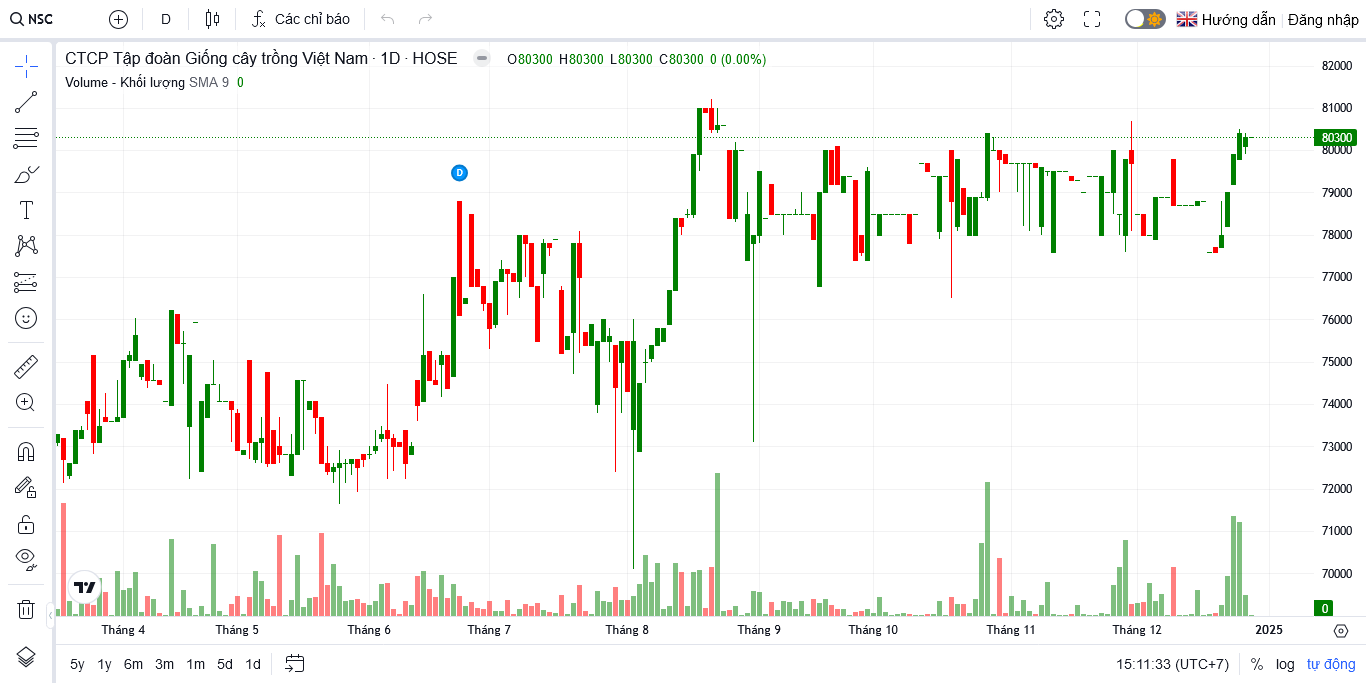 NSC D Các chỉ báo Hướng dẫn Đăng nhập
CTCP Tập đoàn Giống cây trồng Việt Nam · 1D · HOSE O80300 H80300 L80300 C80300 0 (0.00%)
Volume - Khối lượng SMA 9 0
82000
81000
80300
80000
79000
78000
77000
76000
75000
74000
73000
72000
71000
70000
0
D
Tháng 4 Tháng 5 Tháng 6 Tháng 7 Tháng 8 Tháng 9 Tháng 10 Tháng 11 Tháng 12 2025
5y 1y 6m 3m 1m 5d 1d 15:11:33 (UTC+7) % log tự động